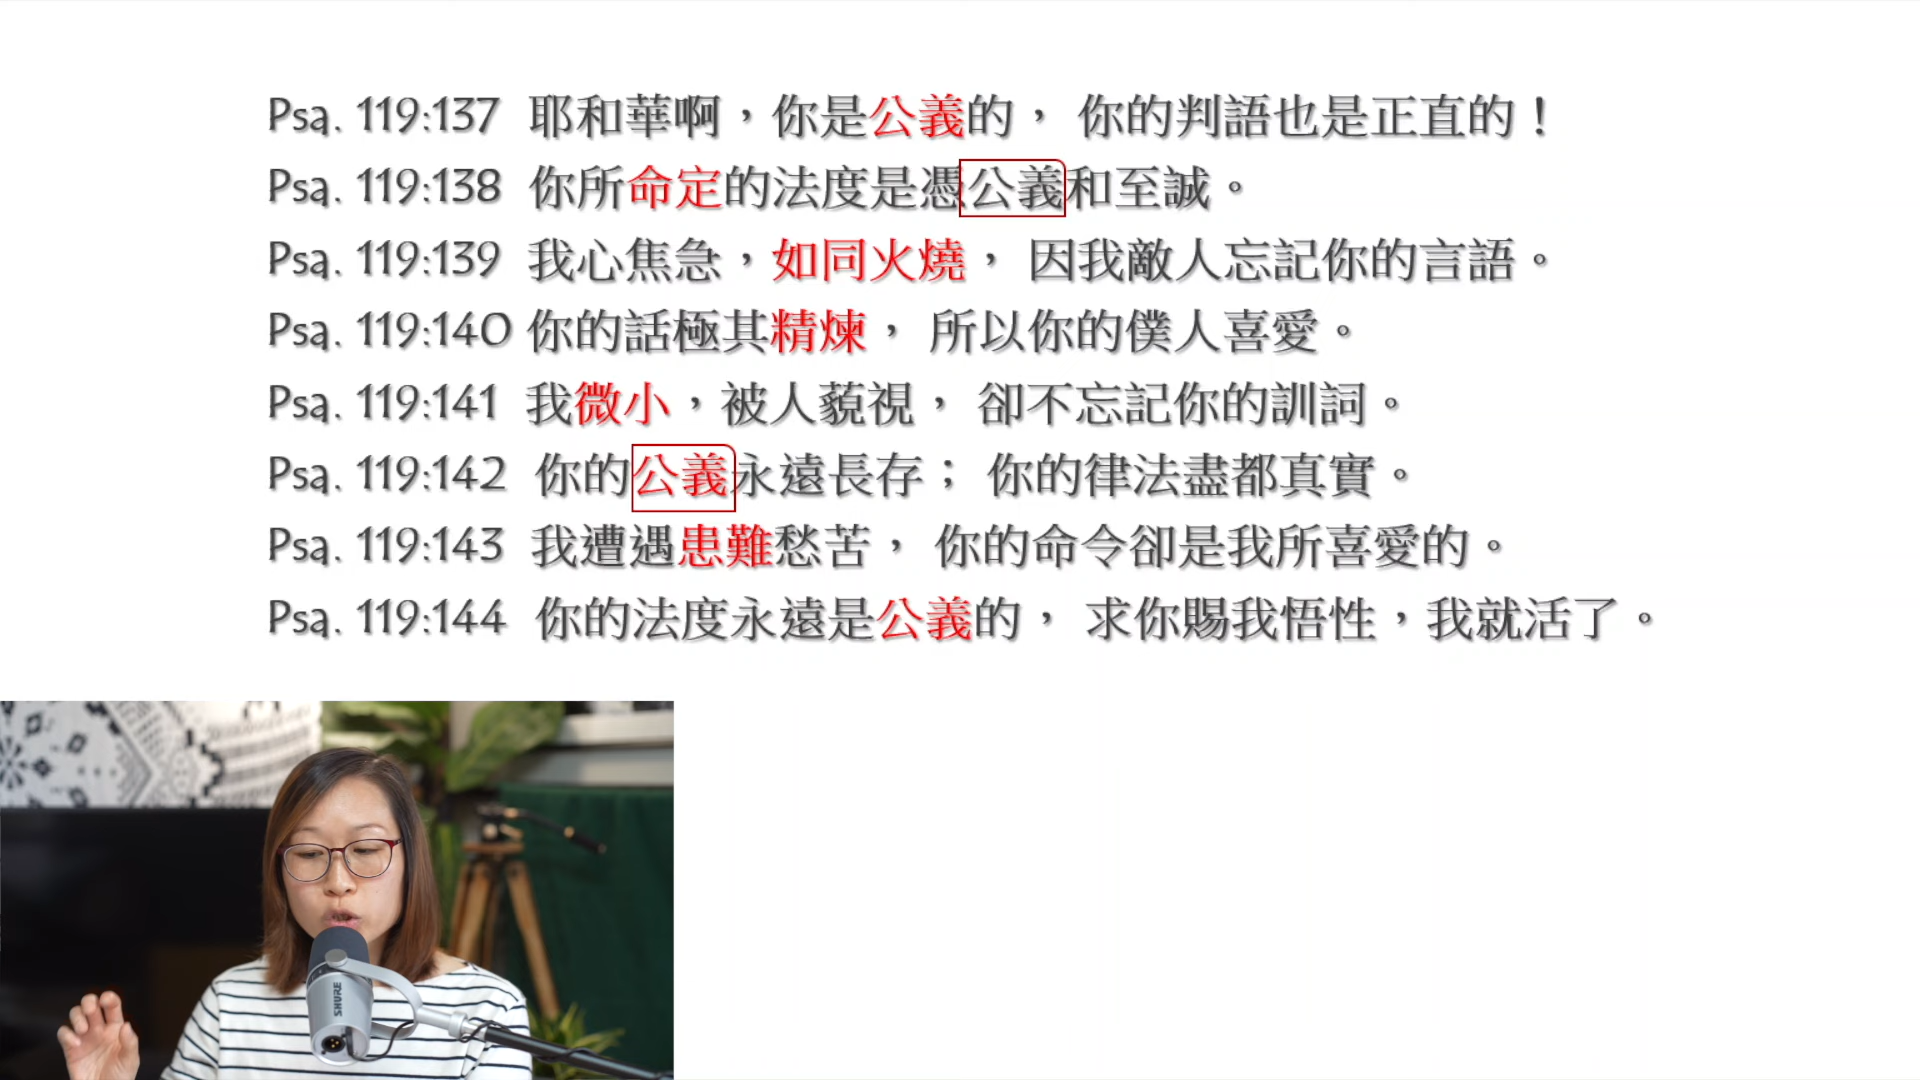 Psa. 119:137 耶和華啊，你是公義的， 你的判語也是正直的！
Psa. 119:138 你所命定的法度是憑公義和至誠。
Psa. 119:139 我心焦急，如同火燒， 因我敵人忘記你的言語。
Psa. 119:140 你的話極其精煉， 所以你的僕人喜愛。
Psa. 119:141 我微小，被人藐視， 卻不忘記你的訓詞。
Psa. 119:142 你的公義永遠長存； 你的律法盡都真實。
Psa. 119:143 我遭遇患難愁苦， 你的命令卻是我所喜愛的。
Psa. 119:144 你的法度永遠是公義的， 求你賜我悟性，我就活了。
SHURE